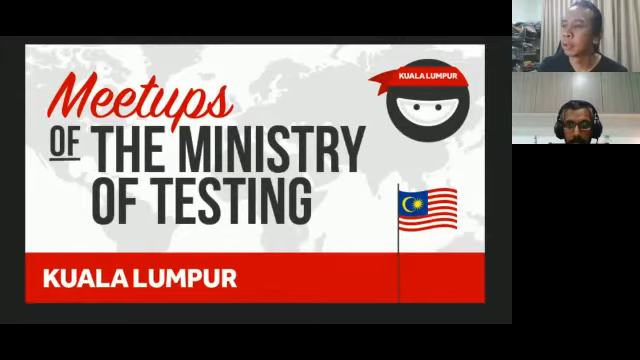 Meetups
OF THE MINISTRY
OF TESTING
KUALA LUMPUR
KUALA LUMPUR